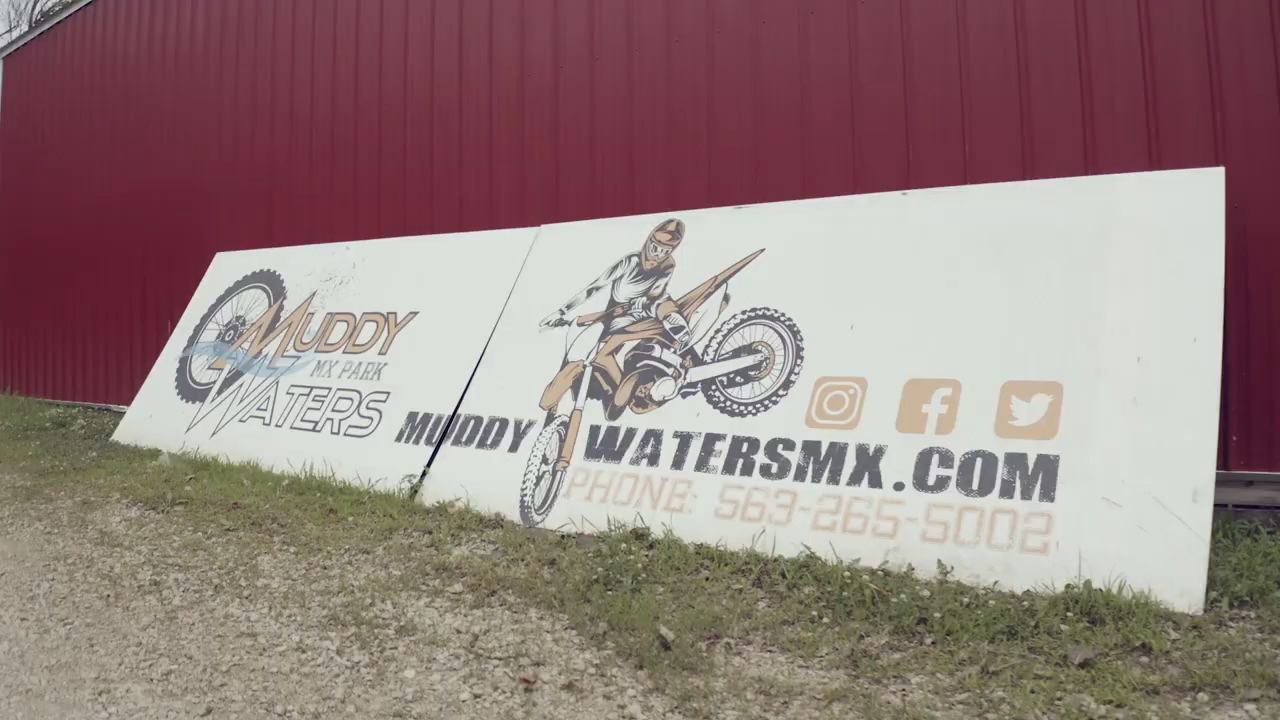 MUDDY
MX PARK
WATERS
MUDDY WATERSMX.COM
PHONE: 563-265-5002